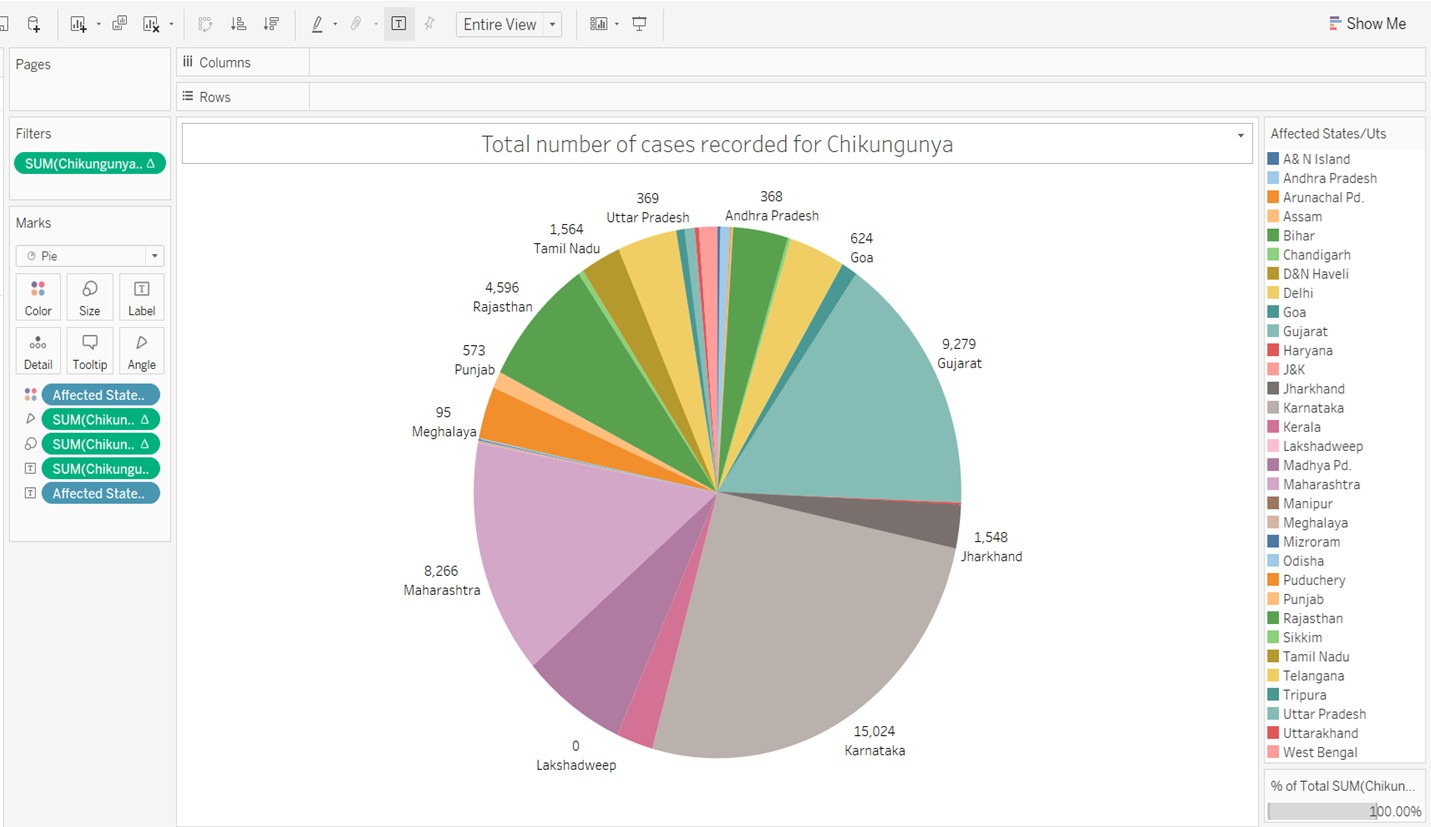 Entire View
Show Me
Pages
Columns
Rows
Filters
SUM(Chikungunya.. Δ
Marks
Pie
Color
Size
Label
Detail
Tooltip
Angle
Affected State..
SUM(Chikun.. Δ
SUM(Chikun.. Δ
SUM(Chikungu..
Affected State..
Total number of cases recorded for Chikungunya
369
Uttar Pradesh
368
Andhra Pradesh
1,564
Tamil Nadu
624
Goa
4,596
Rajasthan
9,279
Gujarat
573
Punjab
95
Meghalaya
1,548
Jharkhand
8,266
Maharashtra
15,024
Karnataka
0
Lakshadweep
Affected States/Uts
A& N Island
Andhra Pradesh
Arunachal Pd.
Assam
Bihar
Chandigarh
D&N Haveli
Delhi
Goa
Gujarat
Haryana
J&K
Jharkhand
Karnataka
Kerala
Lakshadweep
Madhya Pd.
Maharashtra
Manipur
Meghalaya
Mizroram
Odisha
Puduchery
Punjab
Rajasthan
Sikkim
Tamil Nadu
Telangana
Tripura
Uttar Pradesh
Uttarakhand
West Bengal
% of Total SUM(Chikun...
100.00%